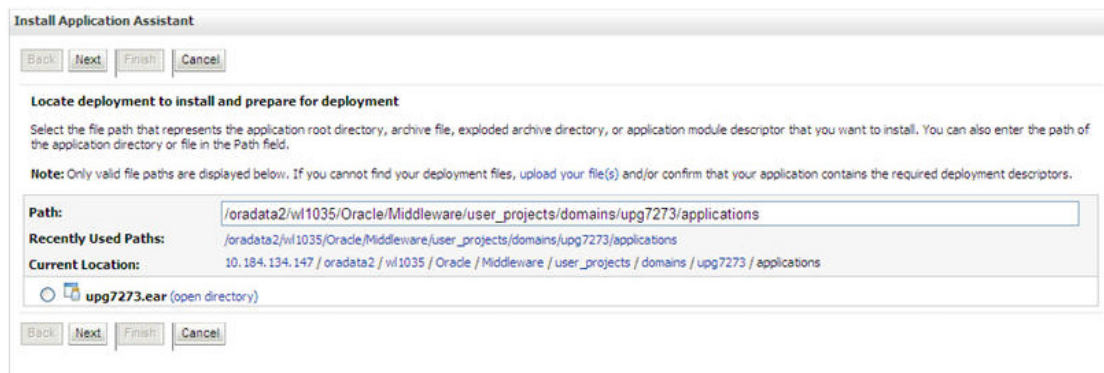 Install Application Assistant
Back Next Finish Cancel
Locate deployment to install and prepare for deployment
Select the file path that represents the application root directory, archive file, exploded archive directory, or application module descriptor that you want to install. You can also enter the path of
the application directory or file in the Path field.
Note: Only valid file paths are displayed below. If you cannot find your deployment files, upload your file(s) and/or confirm that your application contains the required deployment descriptors.
Path: /oradata2/wl1035/Oracle/Middleware/user_projects/domains/upg7273/applications
Recently Used Paths: /oradata2/wl1035/Oracle/Middleware/user_projects/domains/upg7273/applications
Current Location: 10.184.134.147 / oradata2 / wl1035 / Oracle / Middleware / user_projects / domains / upg7273 / applications
upg7273.ear (open directory)
Back Next Finish Cancel